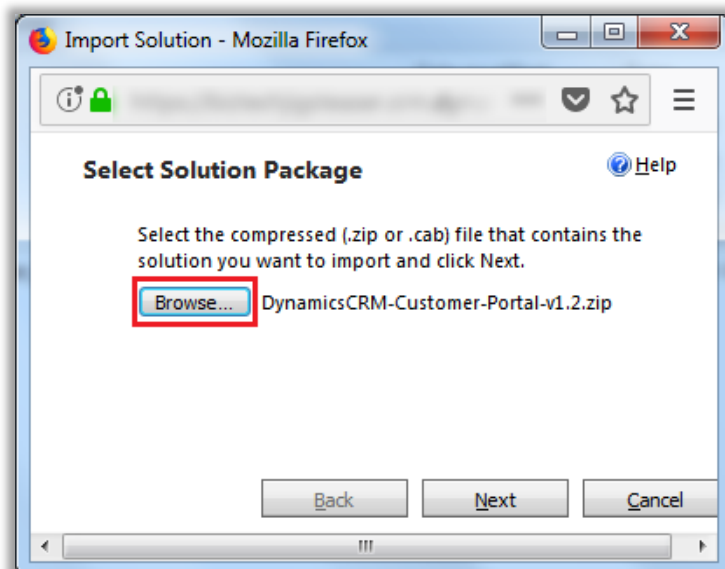 Import Solution - Mozilla Firefox
Select Solution Package
Help
Select the compressed (.zip or .cab) file that contains the
solution you want to import and click Next.
Browse... DynamicsCRM-Customer-Portal-v1.2.zip
Back Next Cancel